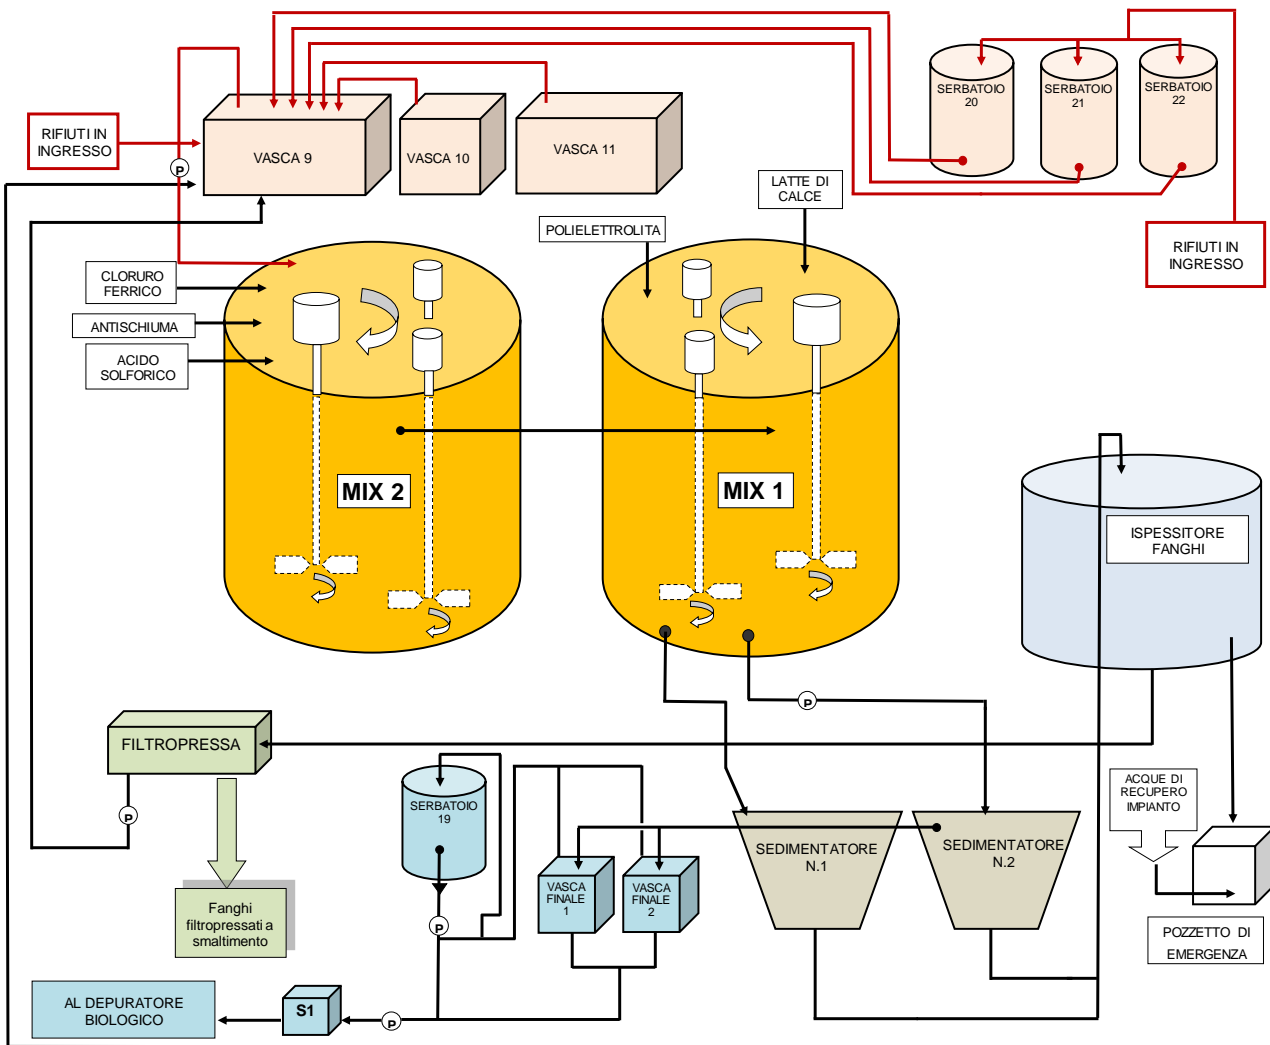 SERBATOIO
20
SERBATOIO
21
SERBATOIO
22
RIFIUTI IN
INGRESSO
VASCA 9
VASCA 10
VASCA 11
P
LATTE DI
CALCE
POLIELETTROLITA
RIFIUTI IN
INGRESSO
CLORURO
FERRICO
ANTISCHIUMA
ACIDO
SOLFORICO
MIX 2
MIX 1
ISPESSITORE
FANGHI
P
FILTROPRESSA
P
SERBATOIO
19
ACQUE DI
RECUPERO
IMPIANTO
SEDIMENTATORE
N.1
SEDIMENTATORE
N.2
VASCA
FINALE
1
VASCA
FINALE
2
Fanghi
filtropressati a
smaltimento
P
POZZETTO DI
EMERGENZA
AL DEPURATORE
BIOLOGICO
S1
P